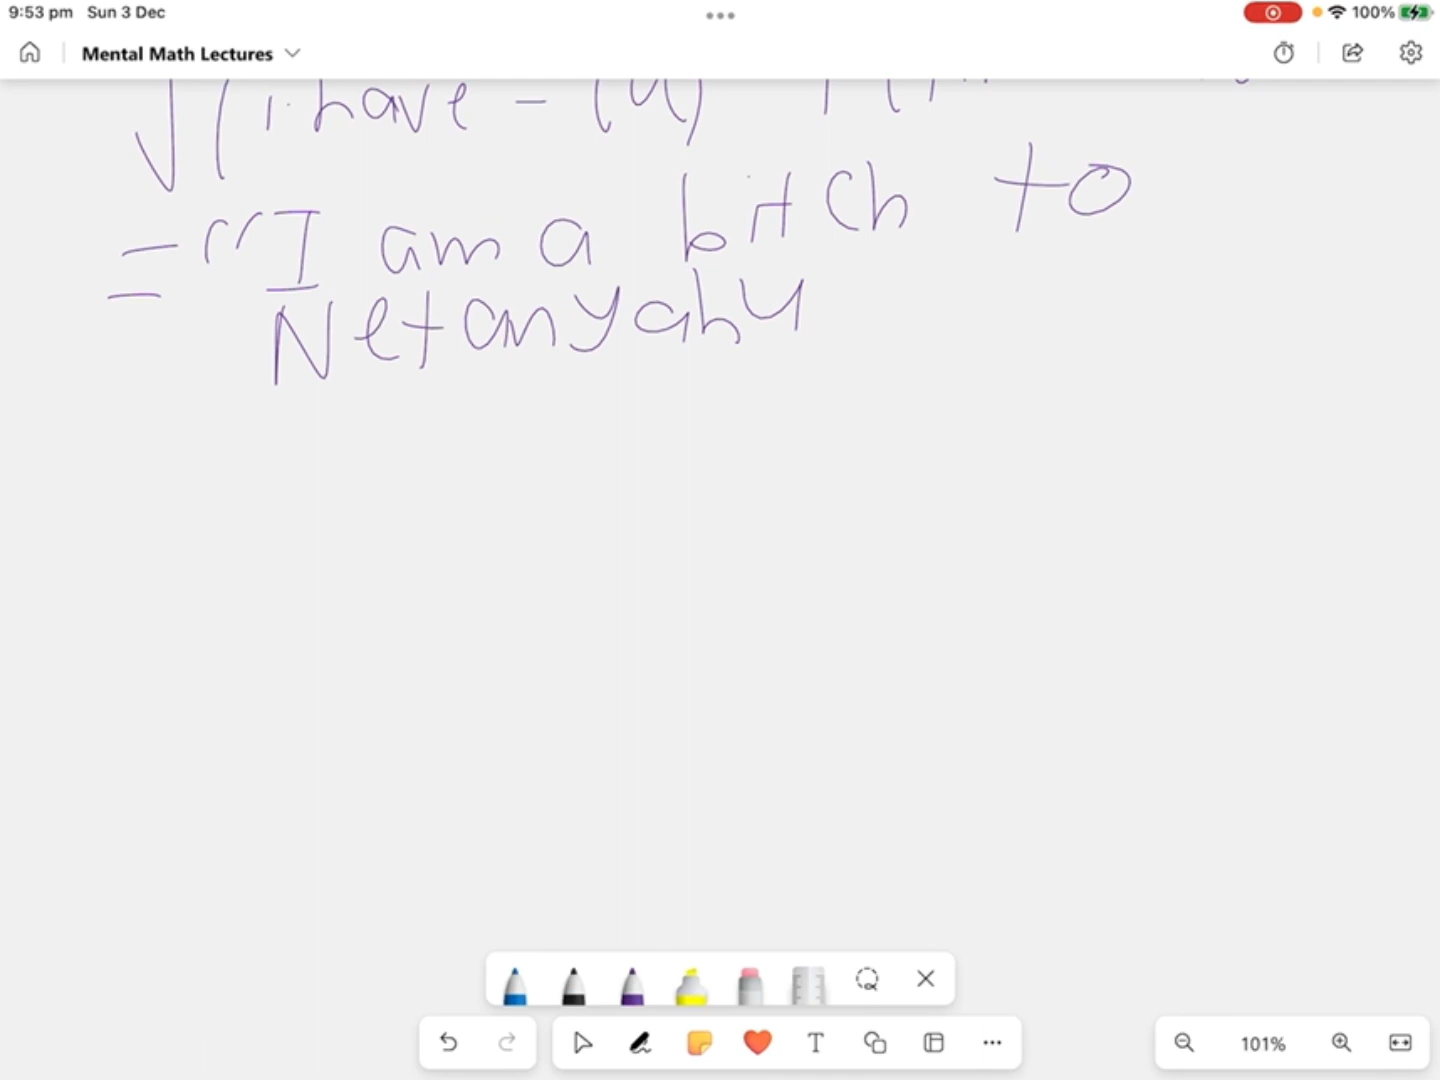 9:53 pm Sun 3 Dec
100%
Mental Math Lectures
i have - (u)
= "I am a bitch to
Netanyahu
T
101%